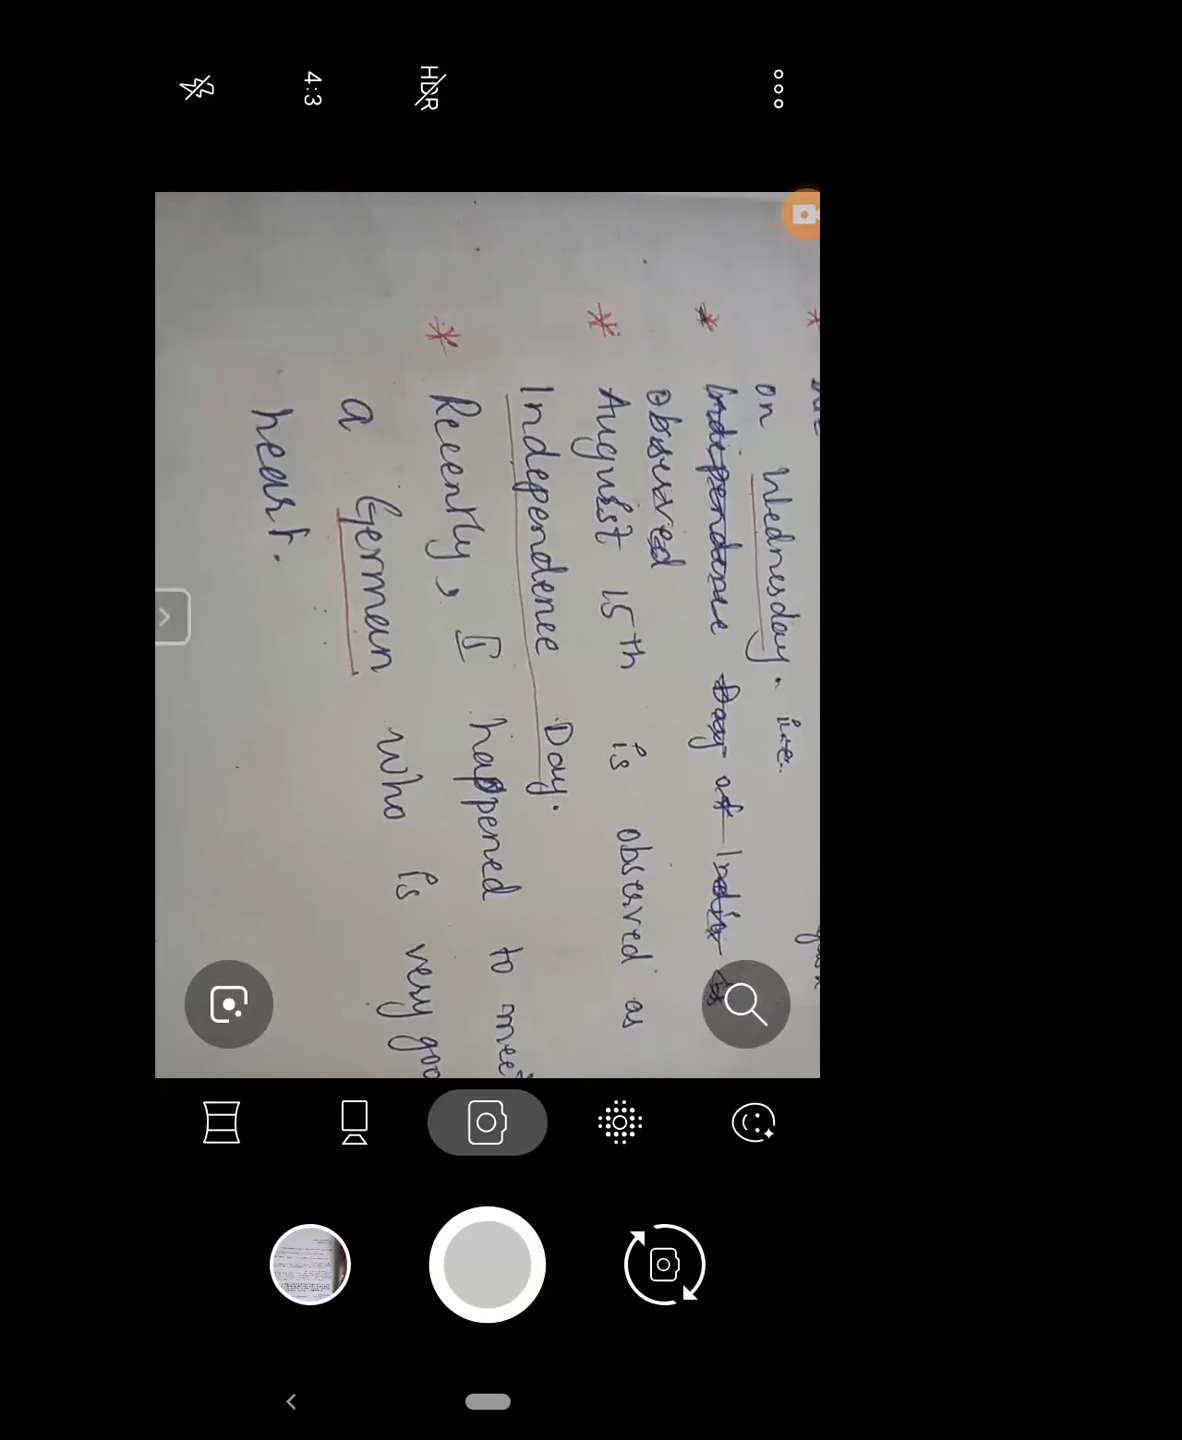 4:3
HDR
on Wednesday. i.e.
* Independence Day of India is
observed
* August 15th is observed as
Independence Day.
* Recently, I happened to meet
a German who is very goo
heart.